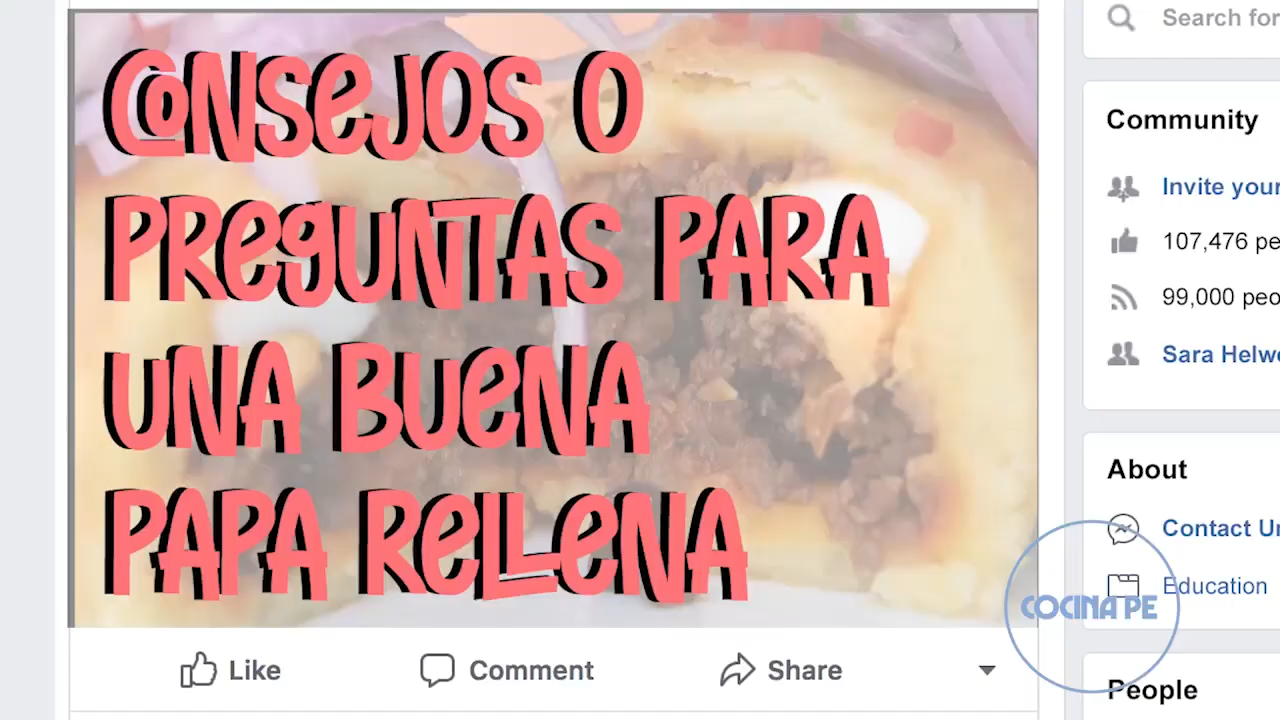 CONSEJOS O
PREGUNTAS PARA
UNA BUENA
PAPA RELLENA
Like
Comment
Share
Search for
Community
Invite your
107,476 pe
99,000 peo
Sara Helwe
About
Contact Un
Education
COCINA PE
People